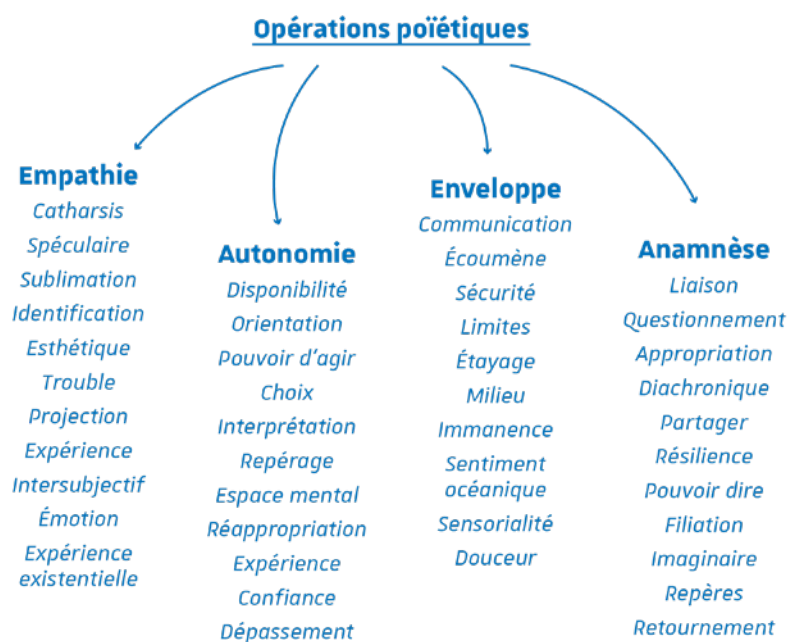 Opérations poïétiques
Empathie
Catharsis
Spéculaire
Sublimation
Identification
Esthétique
Trouble
Projection
Expérience
Intersubjectif
Émotion
Expérience
existentielle
Autonomie
Disponibilité
Orientation
Pouvoir d'agir
Choix
Interprétation
Repérage
Espace mental
Réappropriation
Expérience
Confiance
Dépassement
Enveloppe
Communication
Écoumène
Sécurité
Limites
Étayage
Milieu
Immanence
Sentiment
océanique
Sensorialité
Douceur
Anamnèse
Liaison
Questionnement
Appropriation
Diachronique
Partager
Résilience
Pouvoir dire
Filiation
Imaginaire
Repères
Retournement